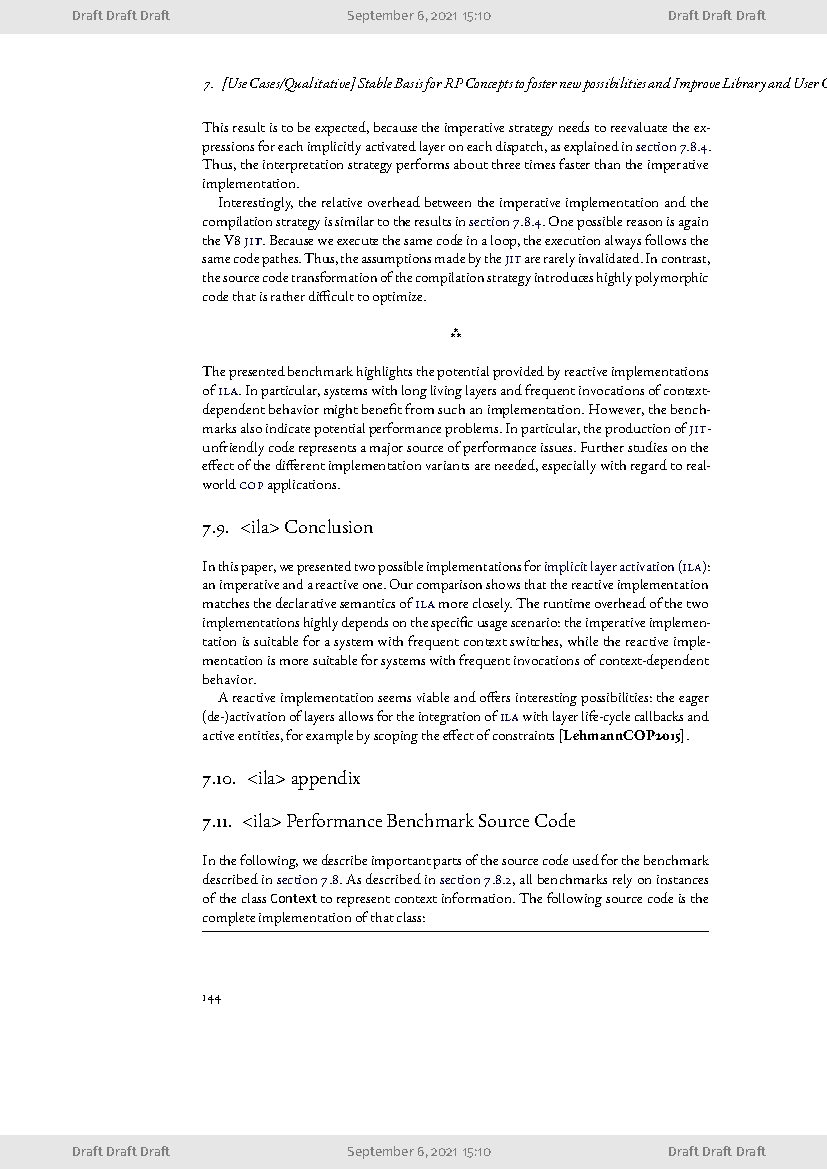 Draft Draft Draft September 6, 2021 15:10 Draft Draft Draft
7. [Use Cases/Qualitative] Stable Basis for RP Concepts to foster new possibilities and Improve Library and User
This result is to be expected, because the imperative strategy needs to reevaluate the ex-
pressions for each implicitly activated layer on each dispatch, as explained in section 7.8.4.
Thus, the interpretation strategy performs about three times faster than the imperative
implementation.
Interestingly, the relative overhead between the imperative implementation and the
compilation strategy is similar to the results in section 7.8.4. One possible reason is again
the V8 JIT. Because we execute the same code in a loop, the execution always follows the
same code pathes. Thus, the assumptions made by the JIT are rarely invalidated. In contrast,
the source code transformation of the compilation strategy introduces highly polymorphic
code that is rather difficult to optimize.
⁂
The presented benchmark highlights the potential provided by reactive implementations
of ILA. In particular, systems with long living layers and frequent invocations of context-
dependent behavior might benefit from such an implementation. However, the bench-
marks also indicate potential performance problems. In particular, the production of JIT-
unfriendly code represents a major source of performance issues. Further studies on the
effect of the different implementation variants are needed, especially with regard to real-
world COP applications.
7.9. <ila> Conclusion
In this paper, we presented two possible implementations for implicit layer activation (ILA):
an imperative and a reactive one. Our comparison shows that the reactive implementation
matches the declarative semantics of ILA more closely. The runtime overhead of the two
implementations highly depends on the specific usage scenario: the imperative implemen-
tation is suitable for a system with frequent context switches, while the reactive imple-
mentation is more suitable for systems with frequent invocations of context-dependent
behavior.
A reactive implementation seems viable and offers interesting possibilities: the eager
(de-)activation of layers allows for the integration of ILA with layer life-cycle callbacks and
active entities, for example by scoping the effect of constraints [LehmannCOP2015].
7.10. <ila> appendix
7.11. <ila> Performance Benchmark Source Code
In the following, we describe important parts of the source code used for the benchmark
described in section 7.8. As described in section 7.8.2, all benchmarks rely on instances
of the class Context to represent context information. The following source code is the
complete implementation of that class:
144
Draft Draft Draft September 6, 2021 15:10 Draft Draft Draft